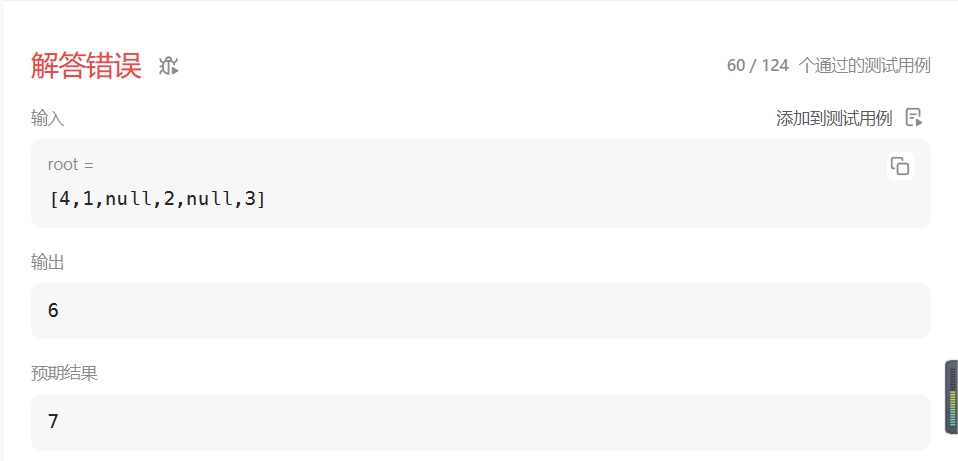 解答错误
60 / 124 个通过的测试用例
输入
添加到测试用例
root =
[4,1,null,2,null,3]
输出
6
预期结果
7